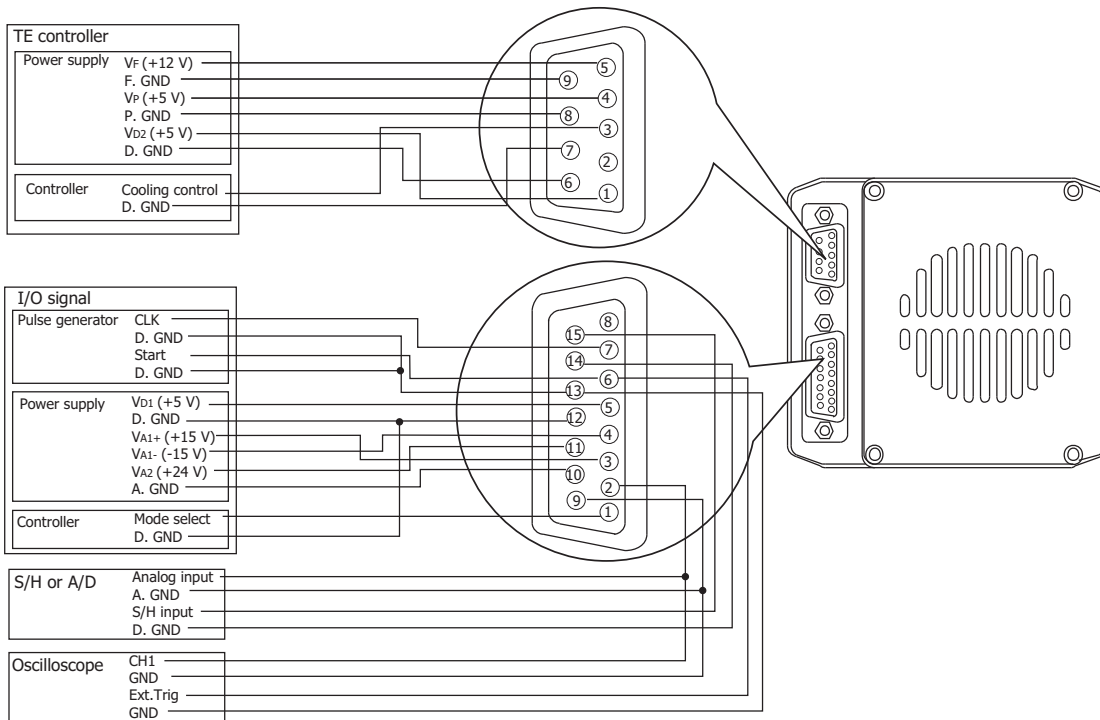 TE controller
Power supply
VF (+12 V)
F. GND
VP (+5 V)
P. GND
VD2 (+5 V)
D. GND
Controller
Cooling control
D. GND
5
9
4
8
3
7
2
6
1
I/O signal
Pulse generator
CLK
D. GND
Start
D. GND
Power supply
VD1 (+5 V)
D. GND
VA1+ (+15 V)
VA1- (-15 V)
VA2 (+24 V)
A. GND
Controller
Mode select
D. GND
8
15
7
14
6
13
5
12
4
11
3
10
2
9
1
S/H or A/D
Analog input
A. GND
S/H input
D. GND
Oscilloscope
CH1
GND
Ext.Trig
GND